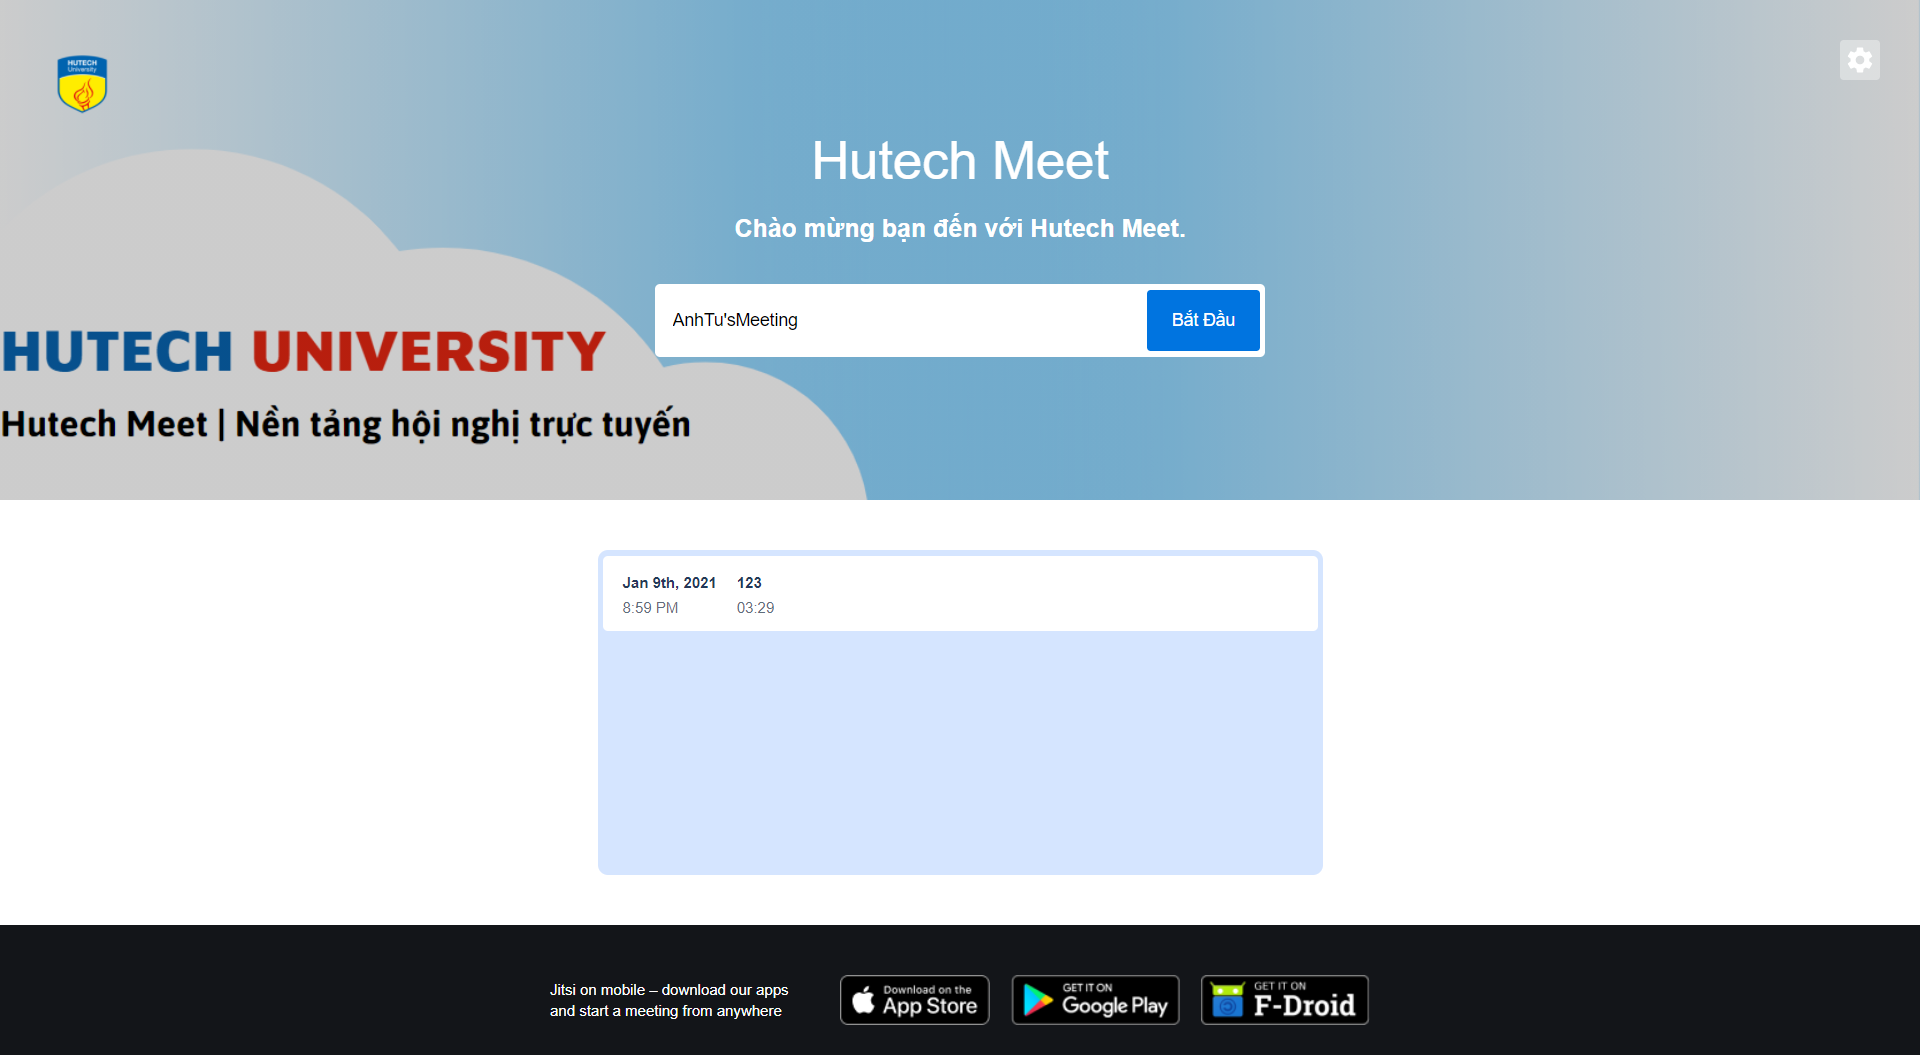 HUTECH
University
Hutech Meet
Chào mừng bạn đến với Hutech Meet.
AnhTu'sMeeting
Bắt Đầu
HUTECH UNIVERSITY
Hutech Meet | Nền tảng hội nghị trực tuyến
Jan 9th, 2021 123
8:59 PM 03:29
Jitsi on mobile – download our apps
and start a meeting from anywhere
Download on the
App Store
GET IT ON
Google Play
GET IT ON
F-Droid